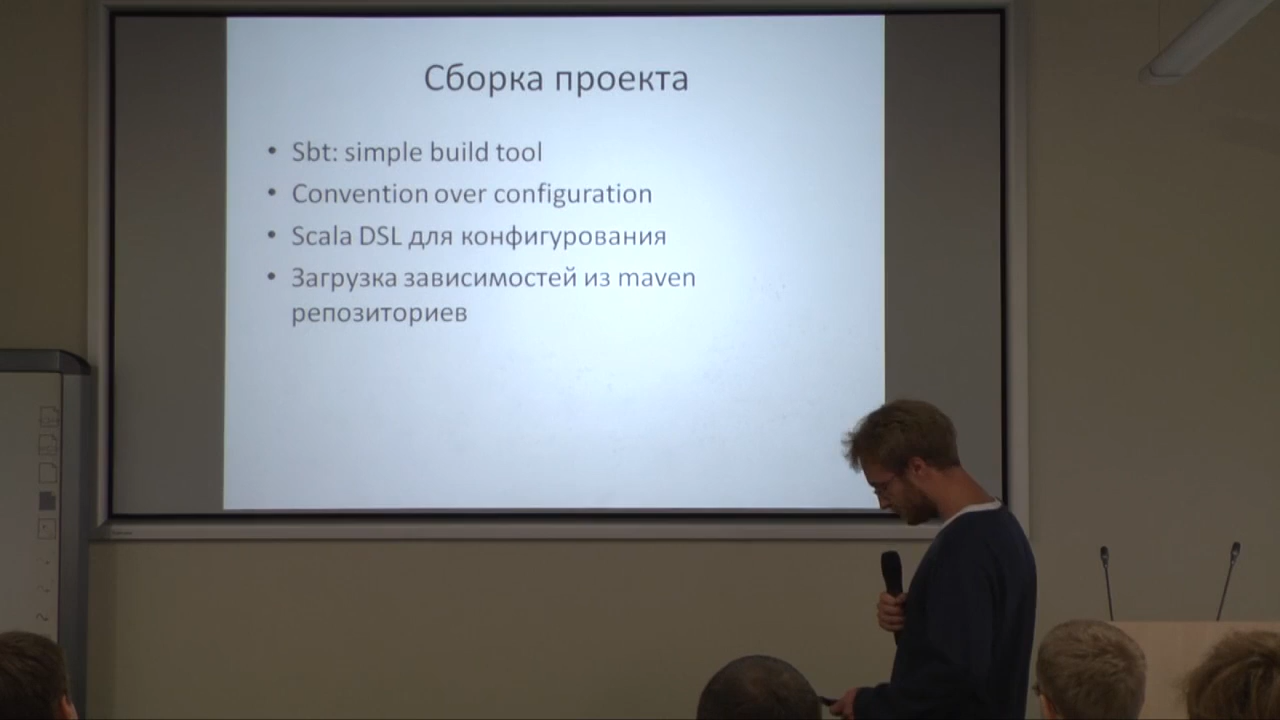 Сборка проекта
• Sbt: simple build tool
• Convention over configuration
• Scala DSL для конфигурования
• Загрузка зависимостей из maven
репозиториев